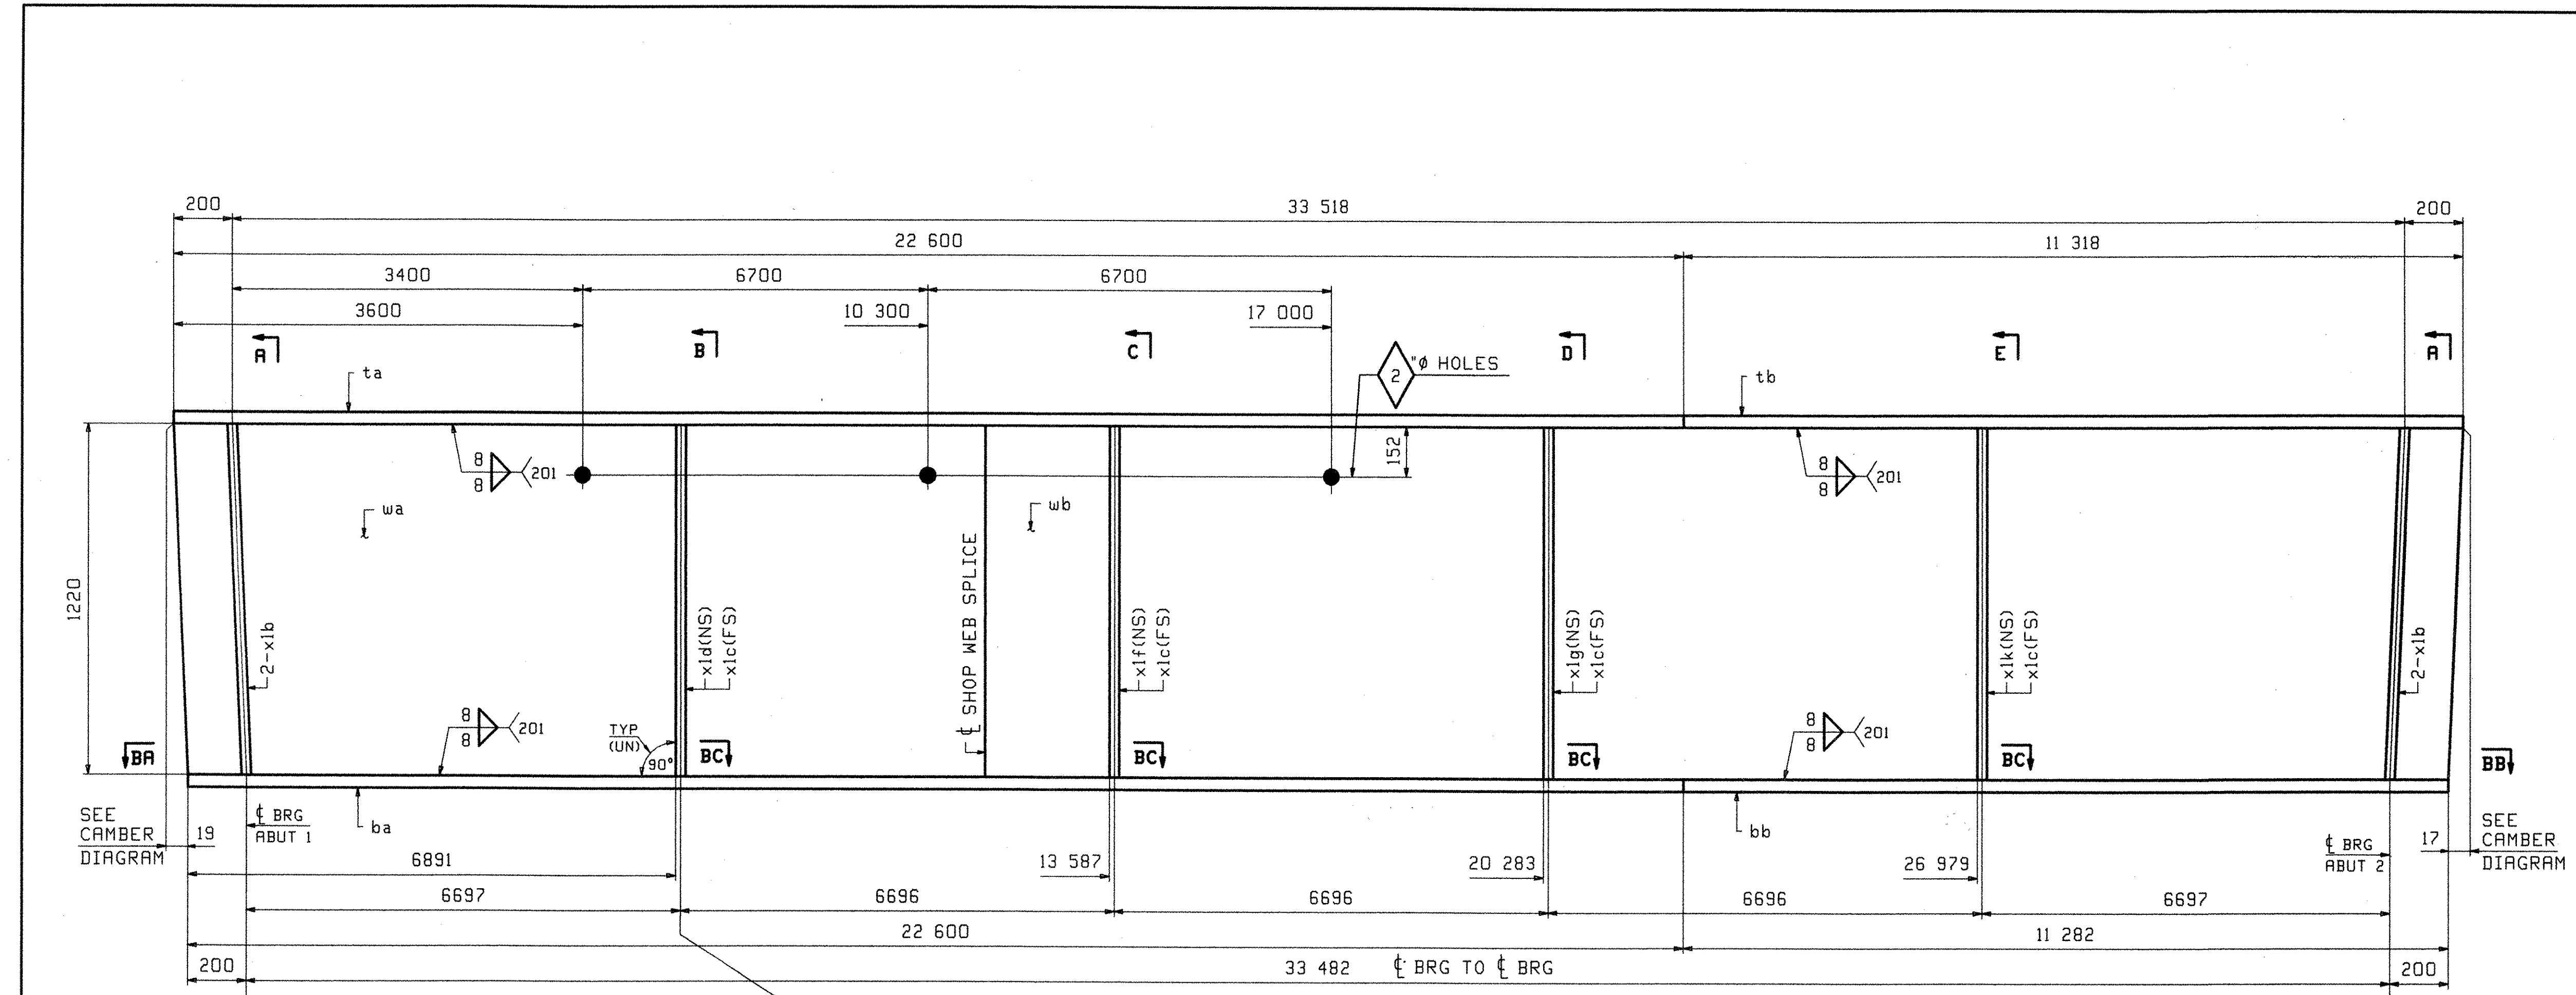 200
33 518
200
22 600
11 318
3400
6700
6700
3600
10 300
17 000
A
B
C
D
E
A
2
"Ø HOLES
ta
tb
152
8
8
201
8
8
201
wa
wb
1220
2-x1b
x1d(NS)
x1c(FS)
℄ SHOP WEB SPLICE
x1f(NS)
x1c(FS)
x1g(NS)
x1c(FS)
x1k(NS)
x1c(FS)
2-x1b
8
8
201
TYP
(UN)
90°
8
8
201
BA
BC
BC
BC
BC
BB
SEE
CAMBER
DIAGRAM
19
℄ BRG
ABUT 1
ba
bb
℄ BRG
ABUT 2
17
SEE
CAMBER
DIAGRAM
6891
13 587
20 283
26 979
6697
6696
6696
6696
6697
22 600
11 282
200
33 482 ℄ BRG TO ℄ BRG
200